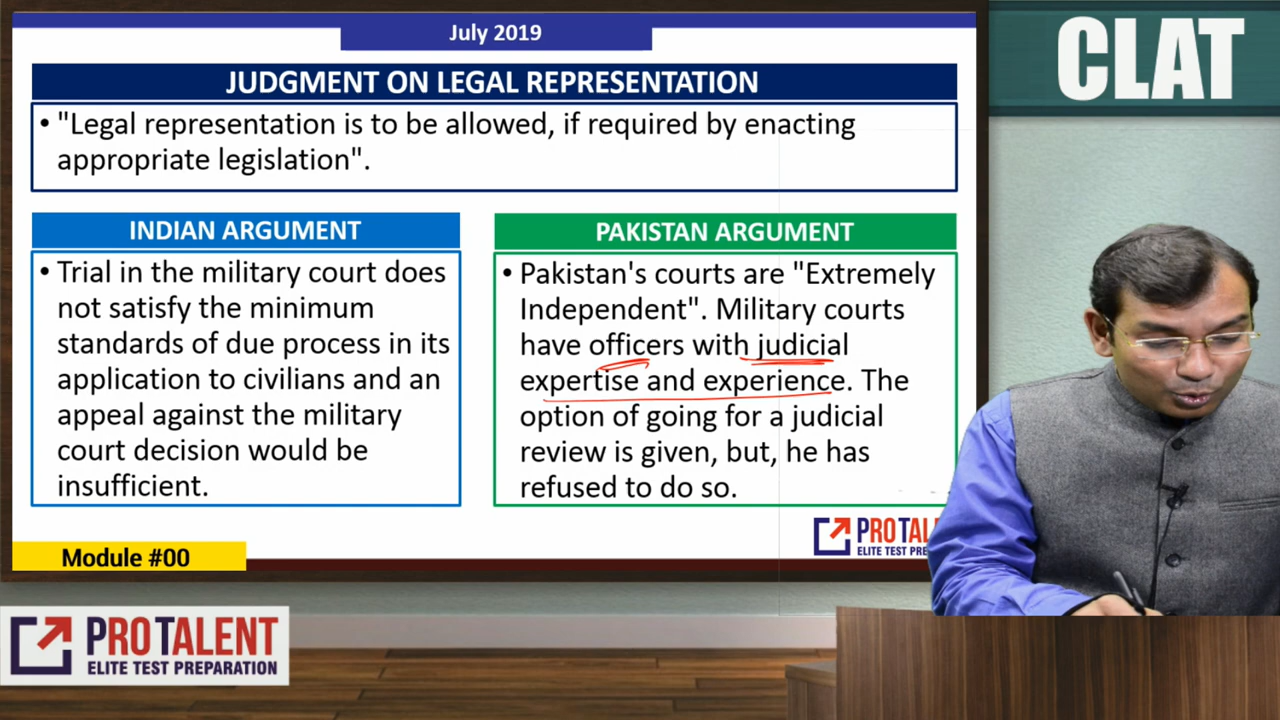 July 2019
CLAT
JUDGMENT ON LEGAL REPRESENTATION
• "Legal representation is to be allowed, if required by enacting
appropriate legislation".
INDIAN ARGUMENT
• Trial in the military court does
not satisfy the minimum
standards of due process in its
application to civilians and an
appeal against the military
court decision would be
insufficient.
PAKISTAN ARGUMENT
• Pakistan's courts are "Extremely
Independent". Military courts
have officers with judicial
expertise and experience. The
option of going for a judicial
review is given, but, he has
refused to do so.
PROTAL
ELITE TEST PREPARATION
Module #00
PROTALENT
ELITE TEST PREPARATION